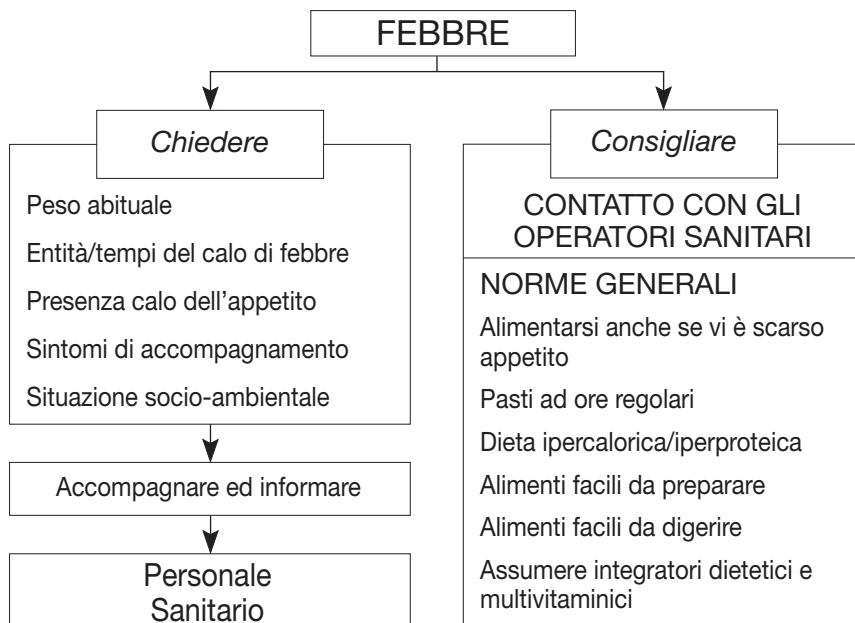 FEBBRE
Chiedere
Peso abituale
Entità/tempi del calo di febbre
Presenza calo dell'appetito
Sintomi di accompagnamento
Situazione socio-ambientale
Accompagnare ed informare
Personale
Sanitario
Consigliare
CONTATTO CON GLI
OPERATORI SANITARI
NORME GENERALI
Alimentarsi anche se vi è scarso
appetito
Pasti ad ore regolari
Dieta ipercalorica/iperproteica
Alimenti facili da preparare
Alimenti facili da digerire
Assumere integratori dietetici e
multivitaminici